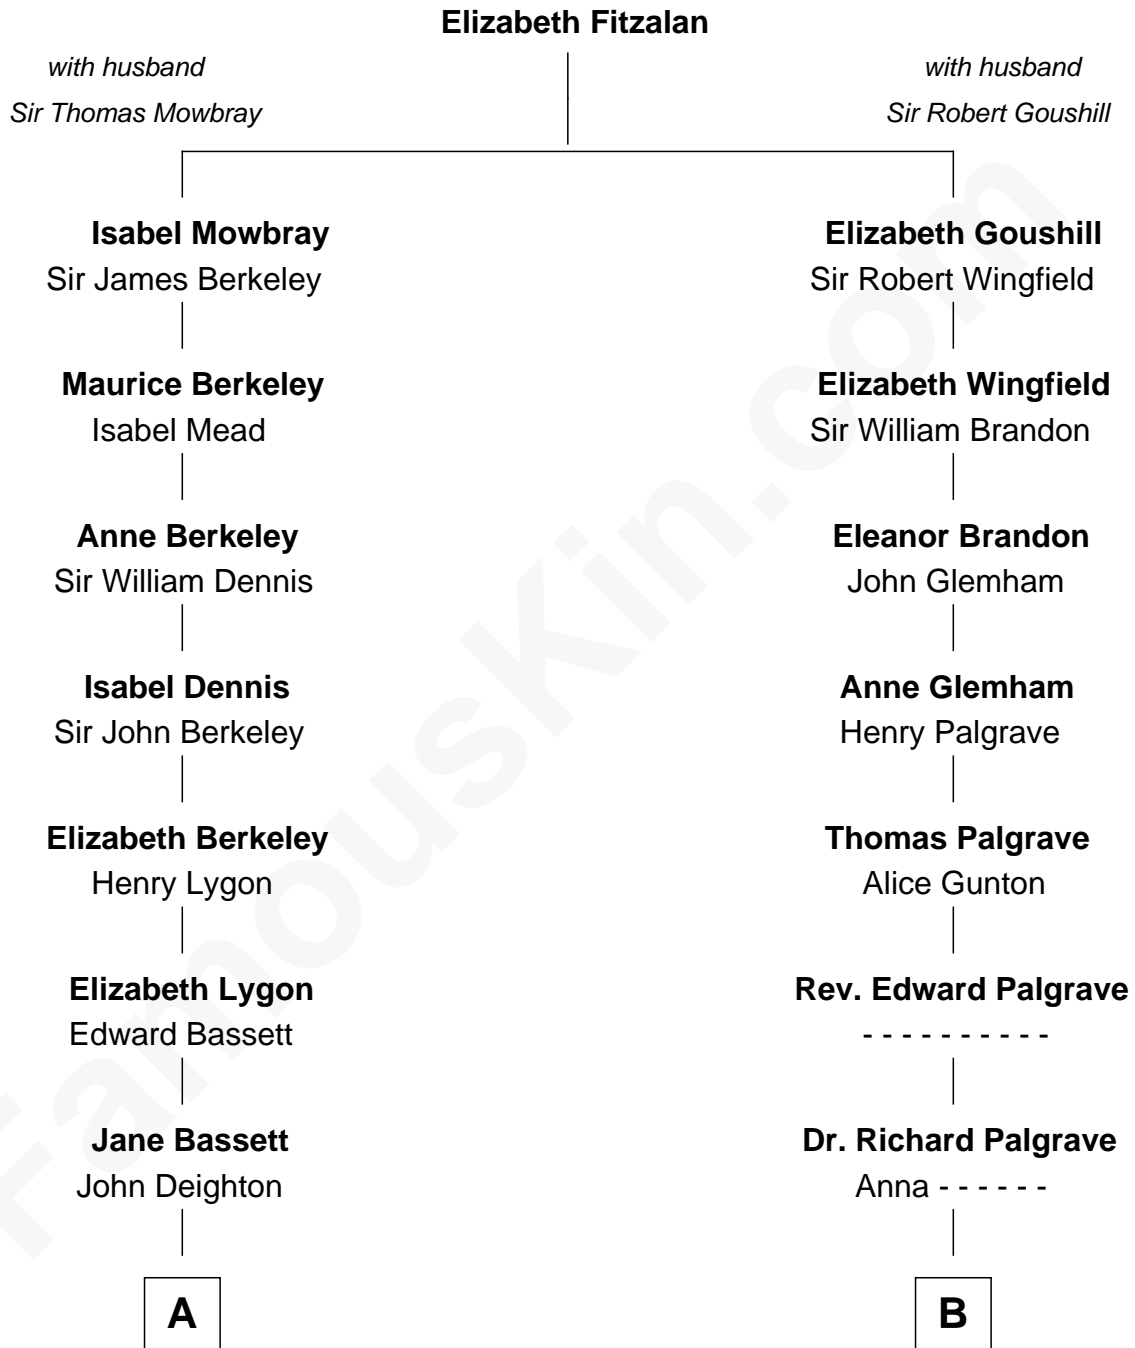 Elizabeth Fitzalan
with husband
Sir Thomas Mowbray
with husband
Sir Robert Goushill
Isabel Mowbray
Sir James Berkeley
Maurice Berkeley
Isabel Mead
Anne Berkeley
Sir William Dennis
Isabel Dennis
Sir John Berkeley
Elizabeth Berkeley
Henry Lygon
Elizabeth Lygon
Edward Bassett
Jane Bassett
John Deighton
A
Elizabeth Goushill
Sir Robert Wingfield
Elizabeth Wingfield
Sir William Brandon
Eleanor Brandon
John Glemham
Anne Glemham
Henry Palgrave
Thomas Palgrave
Alice Gunton
Rev. Edward Palgrave
- - - - - - - - - -
Dr. Richard Palgrave
Anna - - - - - -
B
FamousKin.com